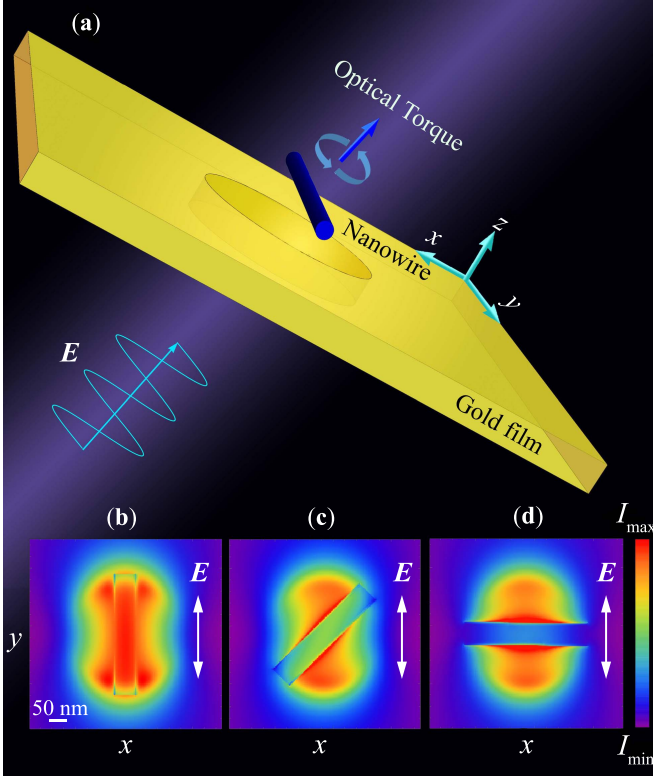 (a)
Optical Torque
Nanowire
x
z
y
E
Gold film
(b)
(c)
(d)
I max
E
E
E
y
50 nm
x
x
x
I min